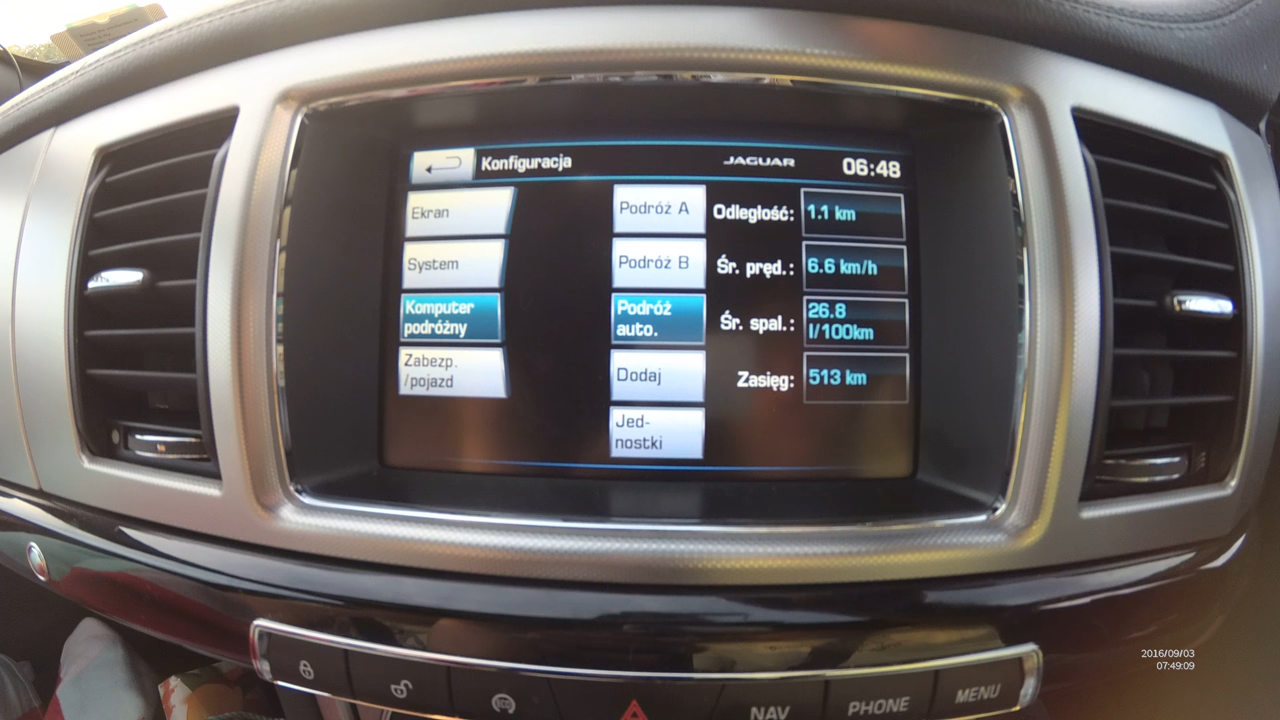 Konfiguracja
JAGUAR
06:48
Ekran
System
Komputer
podróżny
Zabezp.
/pojazd
Podróż A
Podróż B
Podróż
auto.
Dodaj
Jed-
nostki
Odległość: 1.1 km
Śr. pręd.: 6.6 km/h
Śr. spal.: 26.8
l/100km
Zasięg: 513 km
NAV
PHONE
MENU
2016/09/03
07:49:09